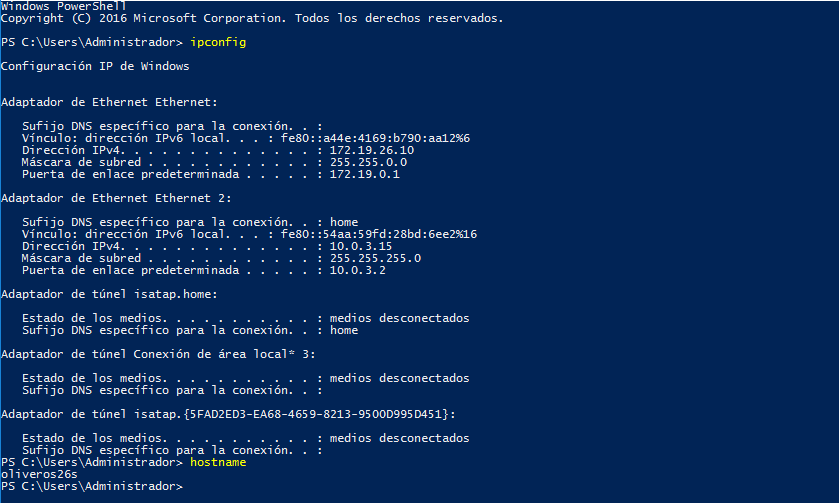 Windows PowerShell
Copyright (C) 2016 Microsoft Corporation. Todos los derechos reservados.
PS C:\Users\Administrador> ipconfig
Configuración IP de Windows
Adaptador de Ethernet Ethernet:
Sufijo DNS específico para la conexión. . :
Vínculo: dirección IPv6 local. . . : fe80::a44e:4169:b790:aa12%6
Dirección IPv4. . . . . . . . . . . . . . : 172.19.26.10
Máscara de subred . . . . . . . . . . . . : 255.255.0.0
Puerta de enlace predeterminada . . . . . : 172.19.0.1
Adaptador de Ethernet Ethernet 2:
Sufijo DNS específico para la conexión. . : home
Vínculo: dirección IPv6 local. . . : fe80::54aa:59fd:28bd:6ee2%16
Dirección IPv4. . . . . . . . . . . . . . : 10.0.3.15
Máscara de subred . . . . . . . . . . . . : 255.255.255.0
Puerta de enlace predeterminada . . . . . : 10.0.3.2
Adaptador de túnel isatap.home:
Estado de los medios. . . . . . . . . . . : medios desconectados
Sufijo DNS específico para la conexión. . : home
Adaptador de túnel Conexión de área local* 3:
Estado de los medios. . . . . . . . . . . : medios desconectados
Sufijo DNS específico para la conexión. . :
Adaptador de túnel isatap.{5FAD2ED3-EA68-4659-8213-9500D995D451}:
Estado de los medios. . . . . . . . . . . : medios desconectados
Sufijo DNS específico para la conexión. . :
PS C:\Users\Administrador> hostname
oliveros26s
PS C:\Users\Administrador>